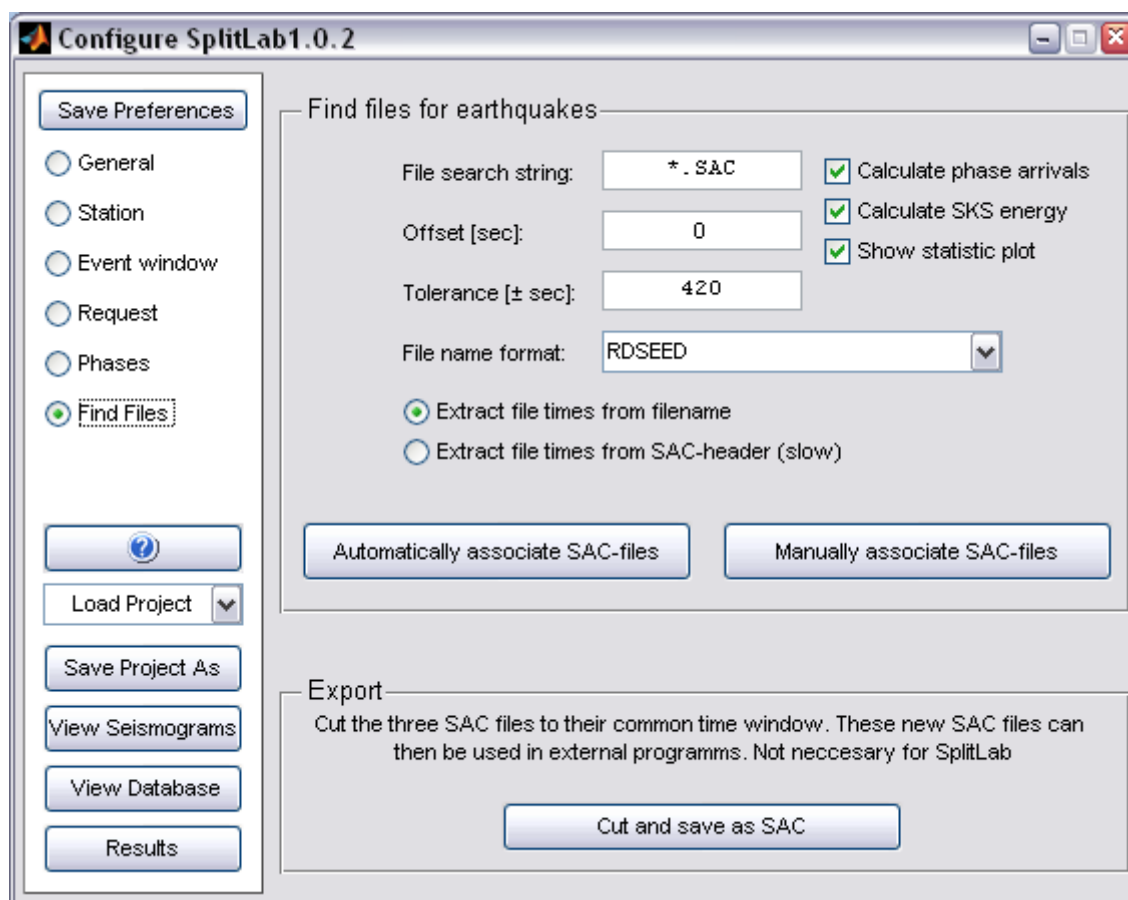 Configure SplitLab1.0.2
Save Preferences
General
Station
Event window
Request
Phases
Find Files
?
Load Project
Save Project As
View Seismograms
View Database
Results
Find files for earthquakes
File search string: *.SAC
Offset [sec]: 0
Tolerance [± sec]: 420
File name format: RDSEED
Calculate phase arrivals
Calculate SKS energy
Show statistic plot
Extract file times from filename
Extract file times from SAC-header (slow)
Automatically associate SAC-files
Manually associate SAC-files
Export
Cut the three SAC files to their common time window. These new SAC files can
then be used in external programms. Not neccesary for SplitLab
Cut and save as SAC